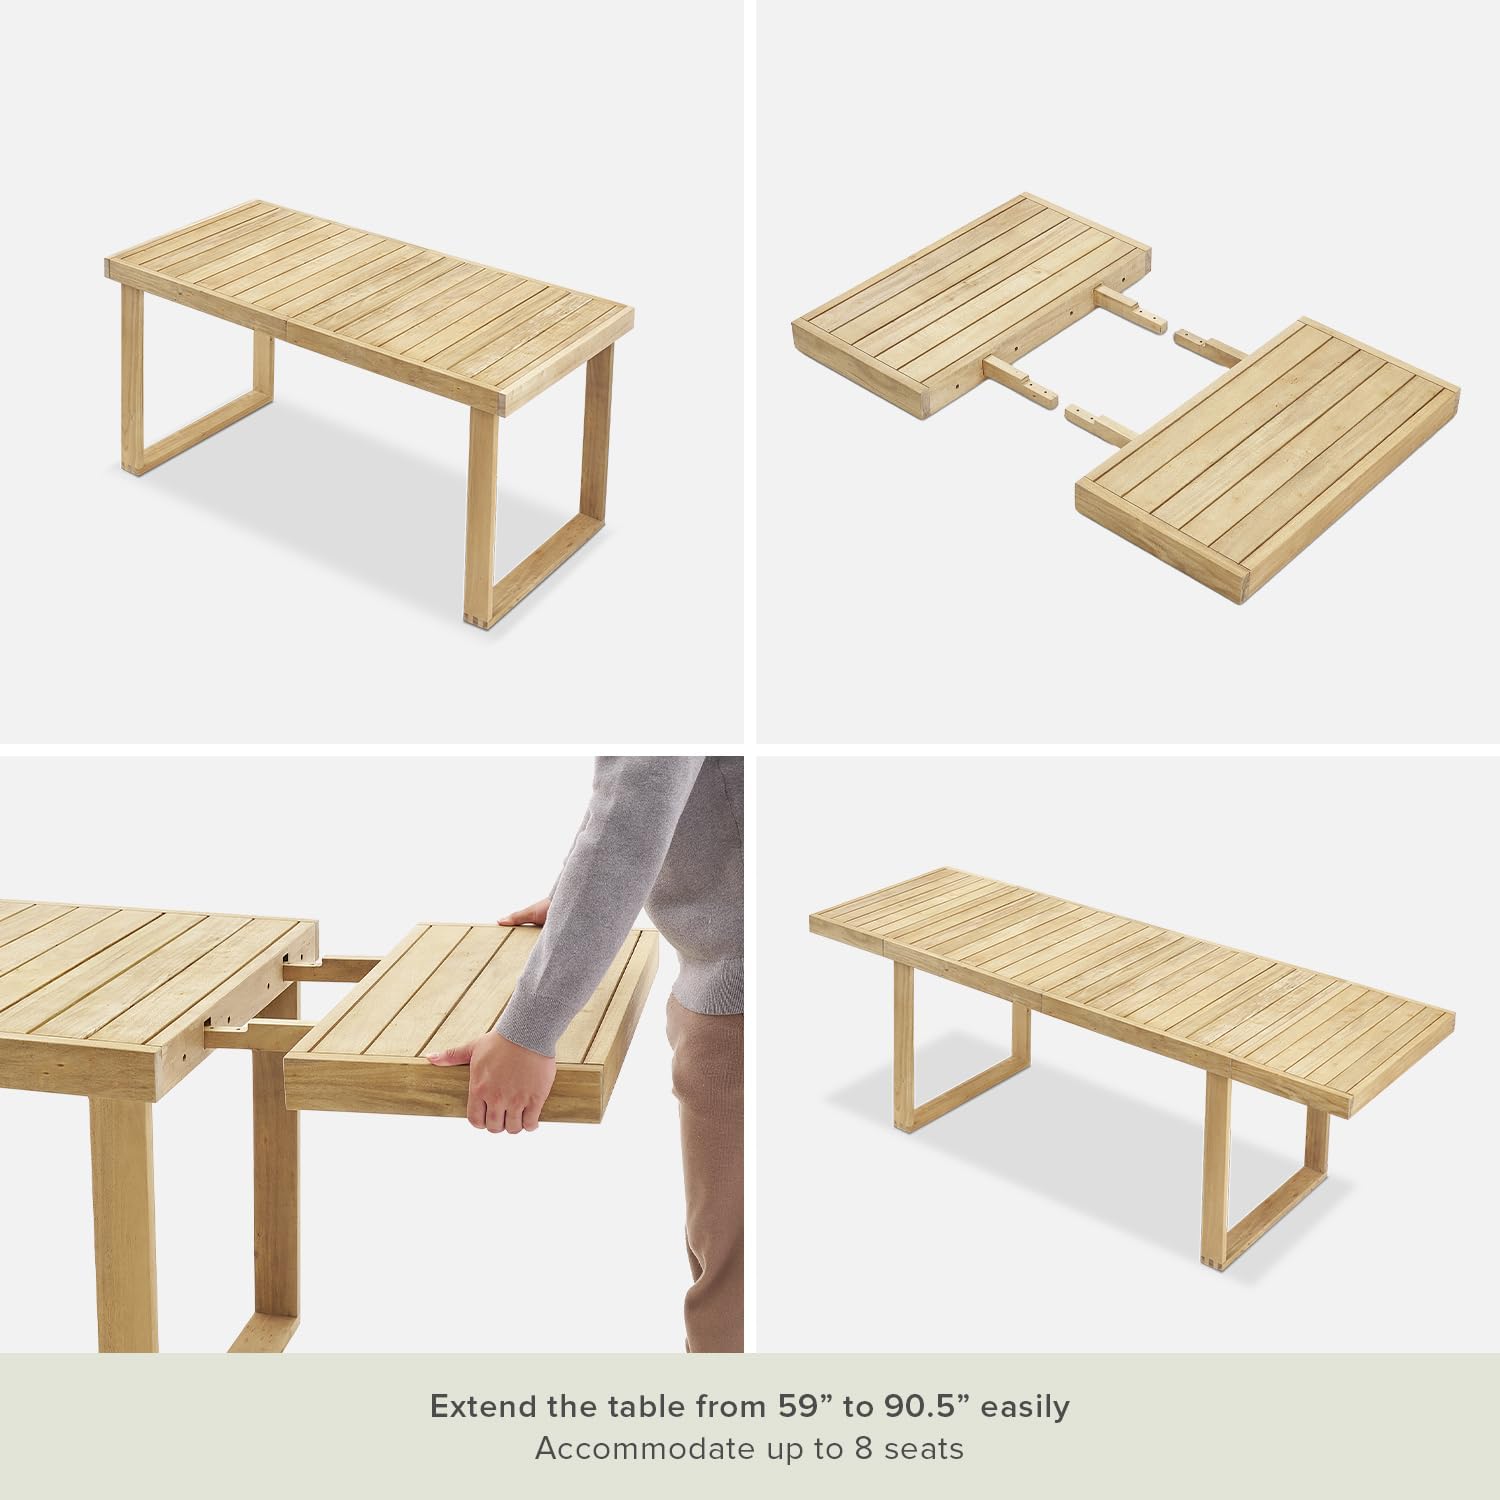 Extend the table from 59” to 90.5” easily
Accommodate up to 8 seats